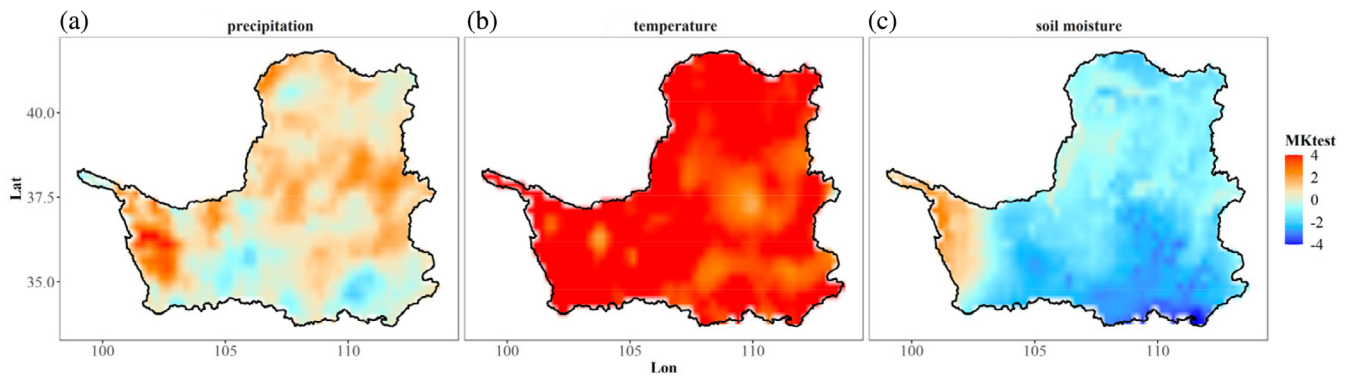 (a) precipitation
(b) temperature
(c) soil moisture
40.0
37.5
35.0
Lat
100 105 110
100 105 110
100 105 110
Lon
MKtest
4
2
0
-2
-4